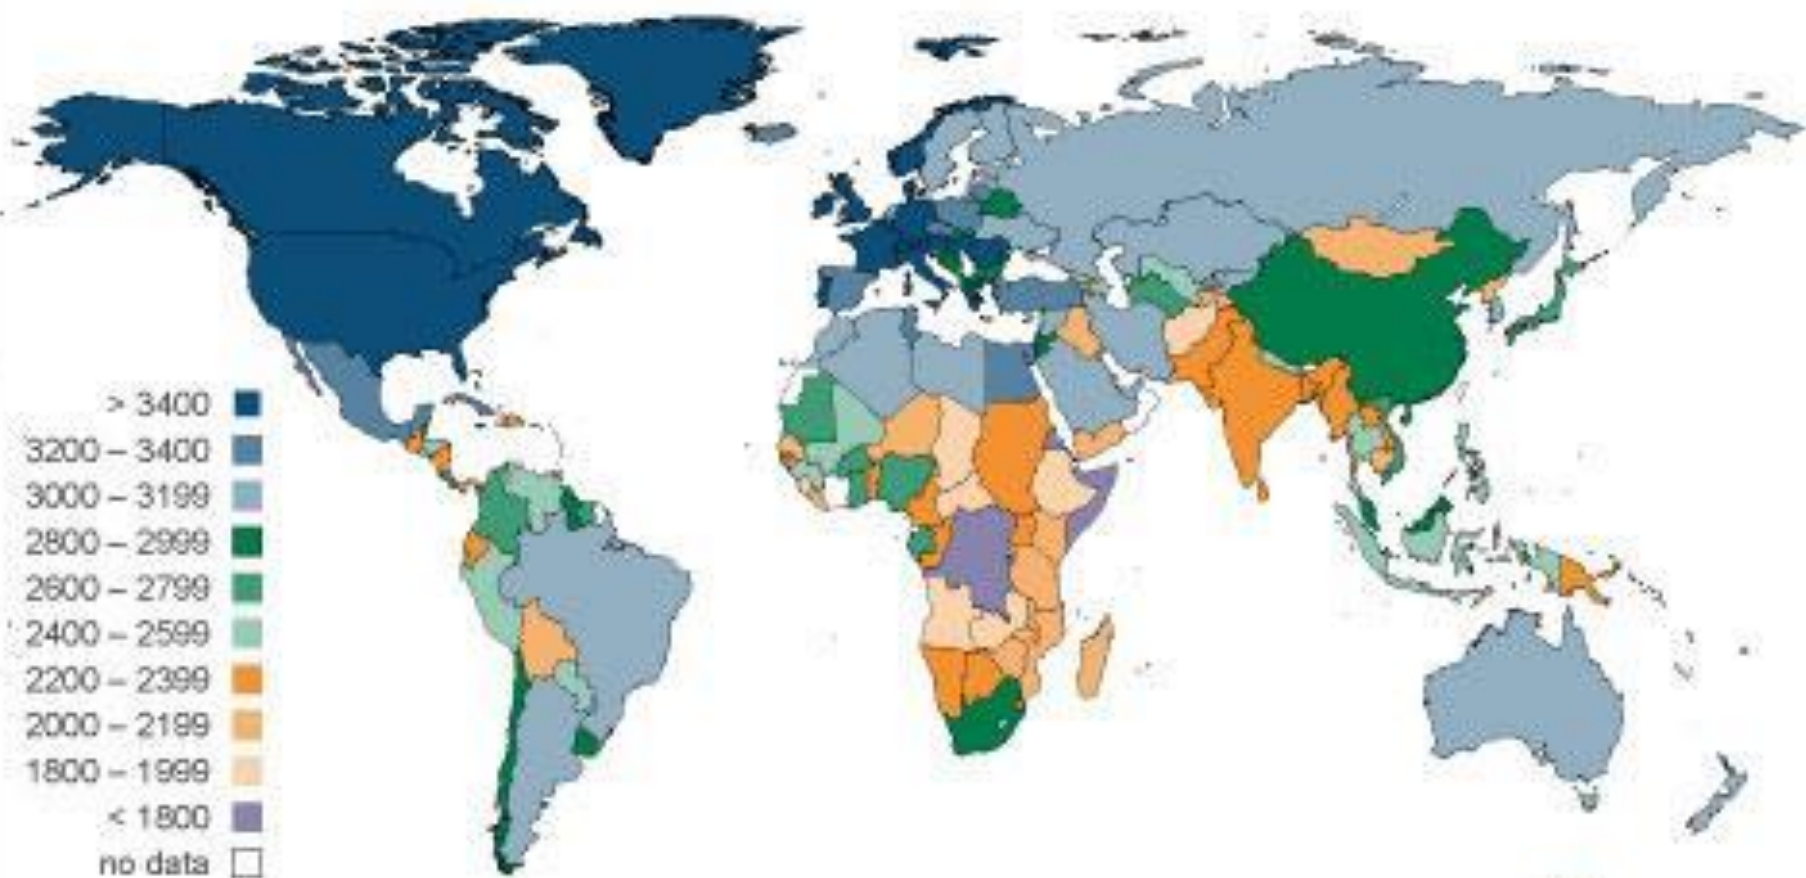 > 3400
3200 – 3400
3000 – 3199
2800 – 2999
2600 – 2799
2400 – 2599
2200 – 2399
2000 – 2199
1800 – 1999
< 1800
no data